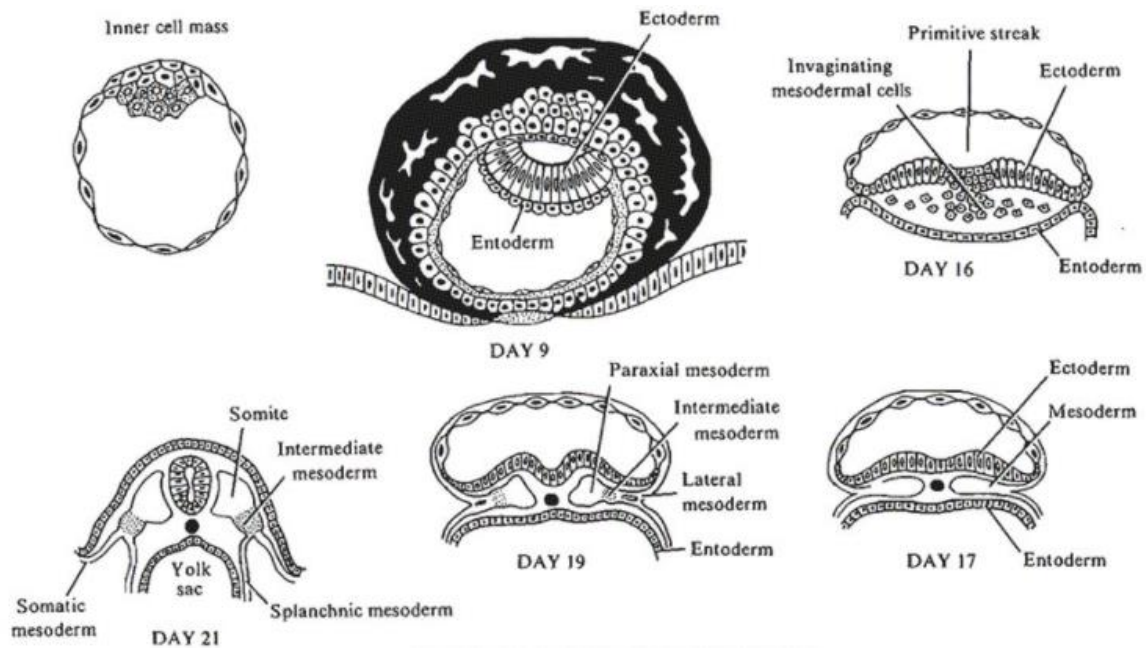 Inner cell mass
Ectoderm
Entoderm
DAY 9
Primitive streak
Invaginating
mesodermal cells
Ectoderm
DAY 16
Entoderm
Somite
Intermediate
mesoderm
Yolk
sac
Somatic
mesoderm
Splanchnic mesoderm
DAY 21
Paraxial mesoderm
Intermediate
mesoderm
Lateral
mesoderm
Entoderm
DAY 19
Ectoderm
Mesoderm
Entoderm
DAY 17